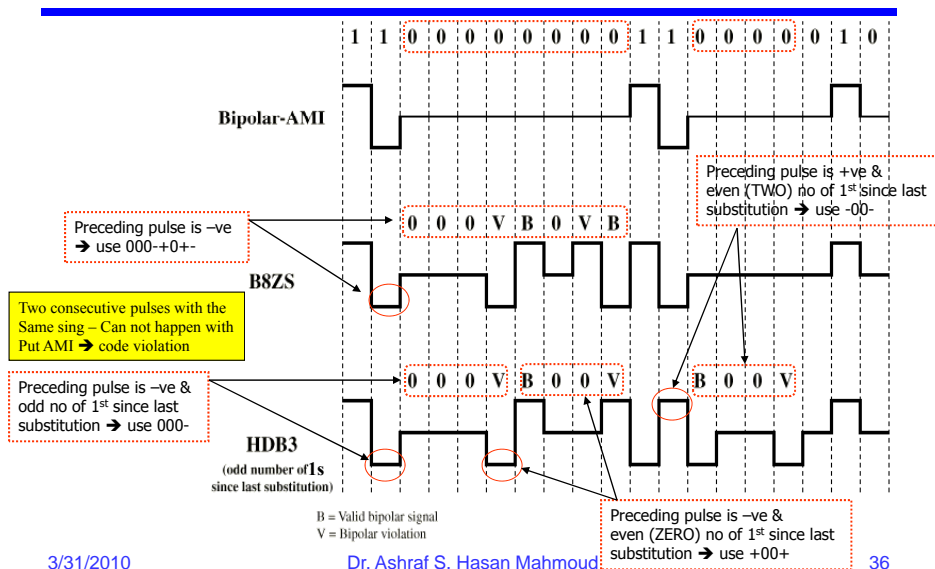 1 1 0 0 0 0 0 0 0 0 1 1 0 0 0 0 0 1 0
Bipolar-AMI
Preceding pulse is +ve &
even (TWO) no of 1st since last
substitution ➔ use -00-
0 0 0 V B 0 V B
Preceding pulse is –ve
➔ use 000-+0+-
B8ZS
Two consecutive pulses with the
Same sing – Can not happen with
Put AMI ➔ code violation
0 0 0 V B 0 0 V B 0 0 V
Preceding pulse is –ve &
odd no of 1st since last
substitution ➔ use 000-
HDB3
(odd number of 1s
since last substitution)
B = Valid bipolar signal
V = Bipolar violation
Preceding pulse is –ve &
even (ZERO) no of 1st since last
substitution ➔ use +00+
3/31/2010 Dr. Ashraf S. Hasan Mahmoud 36